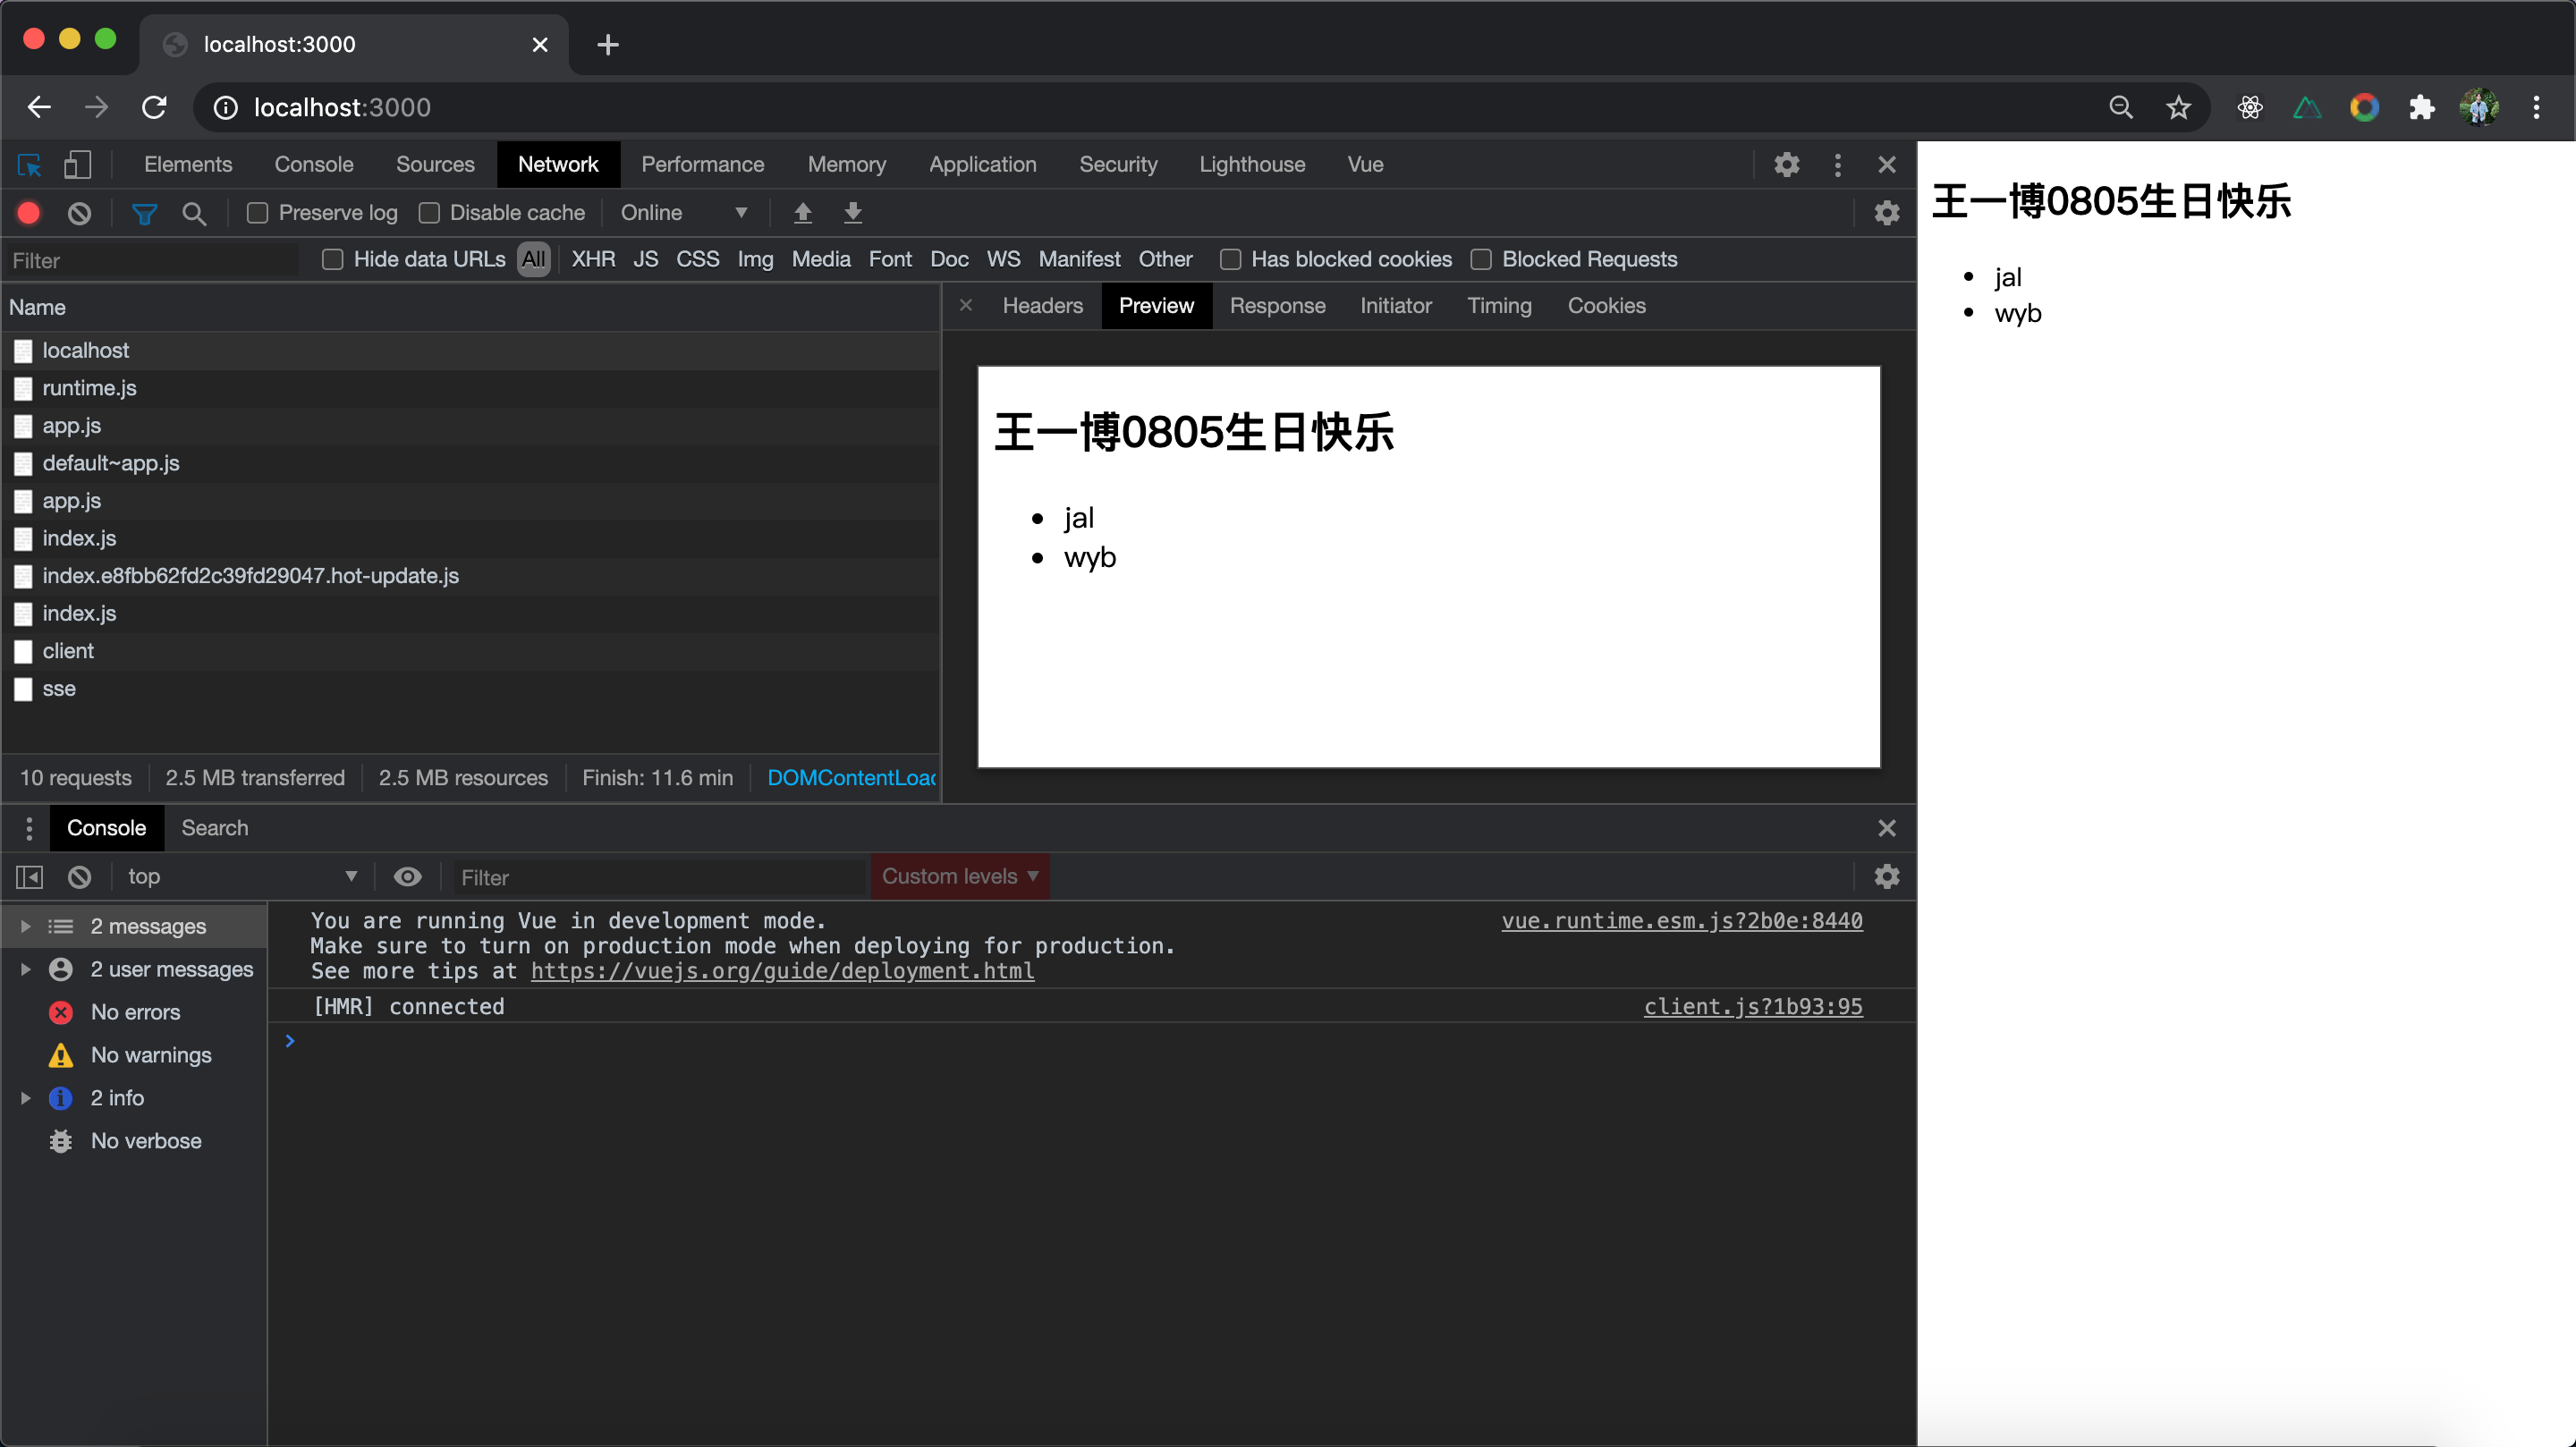 localhost:3000
localhost:3000
Elements Console Sources Network Performance Memory Application Security Lighthouse Vue
Preserve log Disable cache Online
Filter Hide data URLs All XHR JS CSS Img Media Font Doc WS Manifest Other Has blocked cookies Blocked Requests
Name
localhost
runtime.js
app.js
default~app.js
app.js
index.js
index.e8fbb62fd2c39fd29047.hot-update.js
index.js
client
sse
10 requests 2.5 MB transferred 2.5 MB resources Finish: 11.6 min DOMContentLoad
Headers Preview Response Initiator Timing Cookies
王一博0805生日快乐
jal
wyb
Console Search
top Filter Custom levels
2 messages
2 user messages
No errors
No warnings
2 info
No verbose
You are running Vue in development mode. vue.runtime.esm.js?2b0e:8440
Make sure to turn on production mode when deploying for production.
See more tips at https://vuejs.org/guide/deployment.html
[HMR] connected client.js?1b93:95
王一博0805生日快乐
jal
wyb